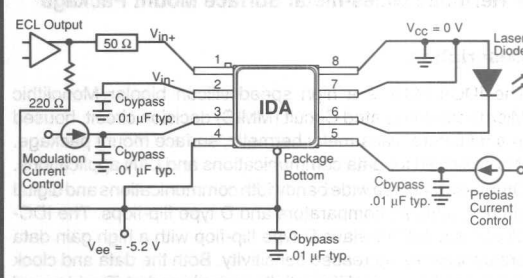 ECL Output
50 Ω
Vin+
Vin-
220 Ω
Cbypass
.01 µF typ.
Modulation
Current
Control
Cbypass
.01 µF typ.
Vee = -5.2 V
1
2
3
4
IDA
8
7
6
5
Package
Bottom
Cbypass
.01 µF typ.
VCC = 0 V
Laser
Diode
Cbypass
.01 µF typ.
Prebias
Current
Control